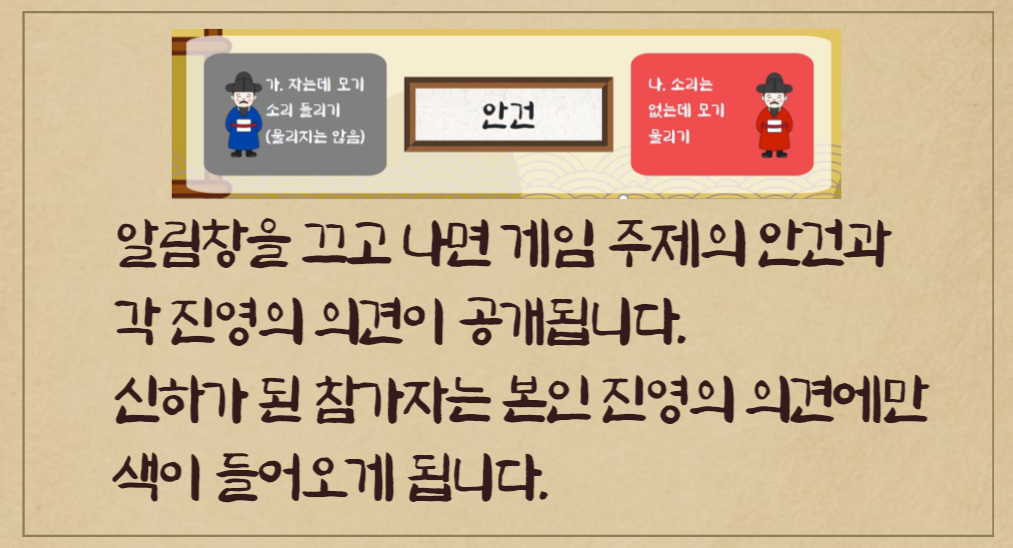 가. 자는데 모기
소리 들리기
(물리지는 않음)
안건
나. 소리는
없는데 모기
물리기
알림창을 끄고 나면 게임 주제의 안건과
각 진영의 의견이 공개됩니다.
신하가 된 참가자는 본인 진영의 의견에만
색이 들어오게 됩니다.